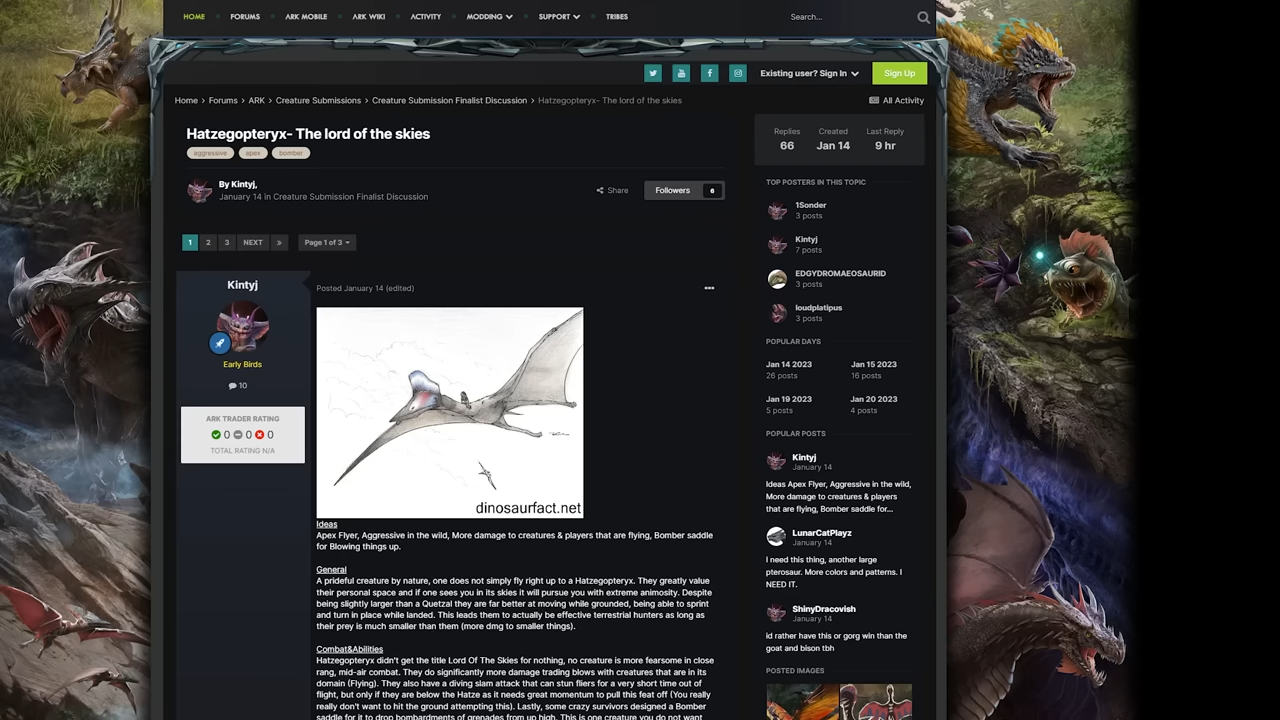 HOME FORUMS ARK MOBILE ARK WIKI ACTIVITY MODDING SUPPORT TRIBES Search...
Existing user? Sign In Sign Up
Home > Forums > ARK > Creature Submissions > Creature Submission Finalist Discussion > Hatzegopteryx- The lord of the skies
All Activity
Hatzegopteryx- The lord of the skies
aggressive apex bomber
By Kintyj,
January 14 in Creature Submission Finalist Discussion
Share Followers 6
1 2 3 NEXT » Page 1 of 3
Kintyj
Early Birds
10
ARK TRADER RATING
0 0 0
TOTAL RATING N/A
Posted January 14 (edited)
dinosaurfact.net
Ideas
Apex Flyer, Aggressive in the wild, More damage to creatures & players that are flying, Bomber saddle
for Blowing things up.
General
A prideful creature by nature, one does not simply fly right up to a Hatzegopteryx. They greatly value
their personal space and if one sees you in its skies it will pursue you with extreme animosity. Despite
being slightly larger than a Quetzal they are far better at moving while grounded, being able to sprint
and turn in place while landed. This leads them to actually be effective terrestrial hunters as long as
their prey is much smaller than them (more dmg to smaller things).
Combat&Abilities
Hatzegopteryx didn't get the title Lord Of The Skies for nothing, no creature is more fearsome in close
rang, mid-air combat. They do significantly more damage trading blows with creatures that are in its
domain (Flying). They also have a diving slam attack that can stun fliers for a very short time out of
flight, but only if they are below the Hatze as it needs great momentum to pull this feat off (You really
really don't want to hit the ground attempting this). Lastly, some crazy survivors designed a Bomber
saddle for it to drop bombardments of grenades from up high. This is one creature you do not want
Replies Created Last Reply
66 Jan 14 9 hr
TOP POSTERS IN THIS TOPIC
1Sonder
3 posts
Kintyj
7 posts
EDGYDROMAEOSAURID
3 posts
loudplatipus
3 posts
POPULAR DAYS
Jan 14 2023 Jan 15 2023
26 posts 16 posts
Jan 19 2023 Jan 20 2023
5 posts 4 posts
POPULAR POSTS
Kintyj
January 14
Ideas Apex Flyer, Aggressive in the wild,
More damage to creatures & players
that are flying, Bomber saddle for...
LunarCatPlayz
January 14
I need this thing, another large
pterosaur. More colors and patterns. I
NEED IT.
ShinyDracovish
January 14
id rather have this or gorg win than the
goat and bison tbh
POSTED IMAGES